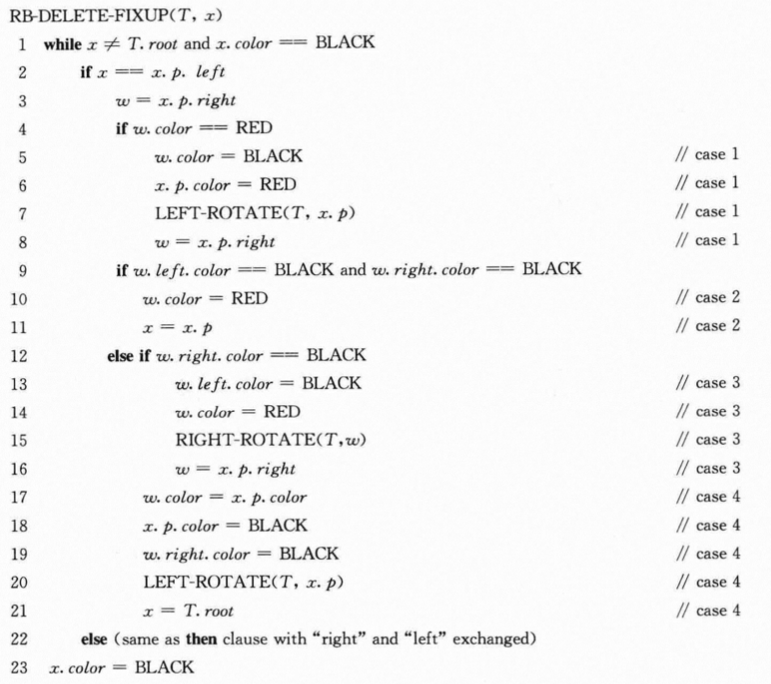 RB-DELETE-FIXUP(T, x)
1 while x ≠ T. root and x. color == BLACK
2 if x == x. p. left
3 w = x. p. right
4 if w. color == RED
5 w. color = BLACK // case 1
6 x. p. color = RED // case 1
7 LEFT-ROTATE(T, x. p) // case 1
8 w = x. p. right // case 1
9 if w. left. color == BLACK and w. right. color == BLACK
10 w. color = RED // case 2
11 x = x. p // case 2
12 else if w. right. color == BLACK
13 w. left. color = BLACK // case 3
14 w. color = RED // case 3
15 RIGHT-ROTATE(T,w) // case 3
16 w = x. p. right // case 3
17 w. color = x. p. color // case 4
18 x. p. color = BLACK // case 4
19 w. right. color = BLACK // case 4
20 LEFT-ROTATE(T, x. p) // case 4
21 x = T. root // case 4
22 else (same as then clause with “right” and “left” exchanged)
23 x. color = BLACK